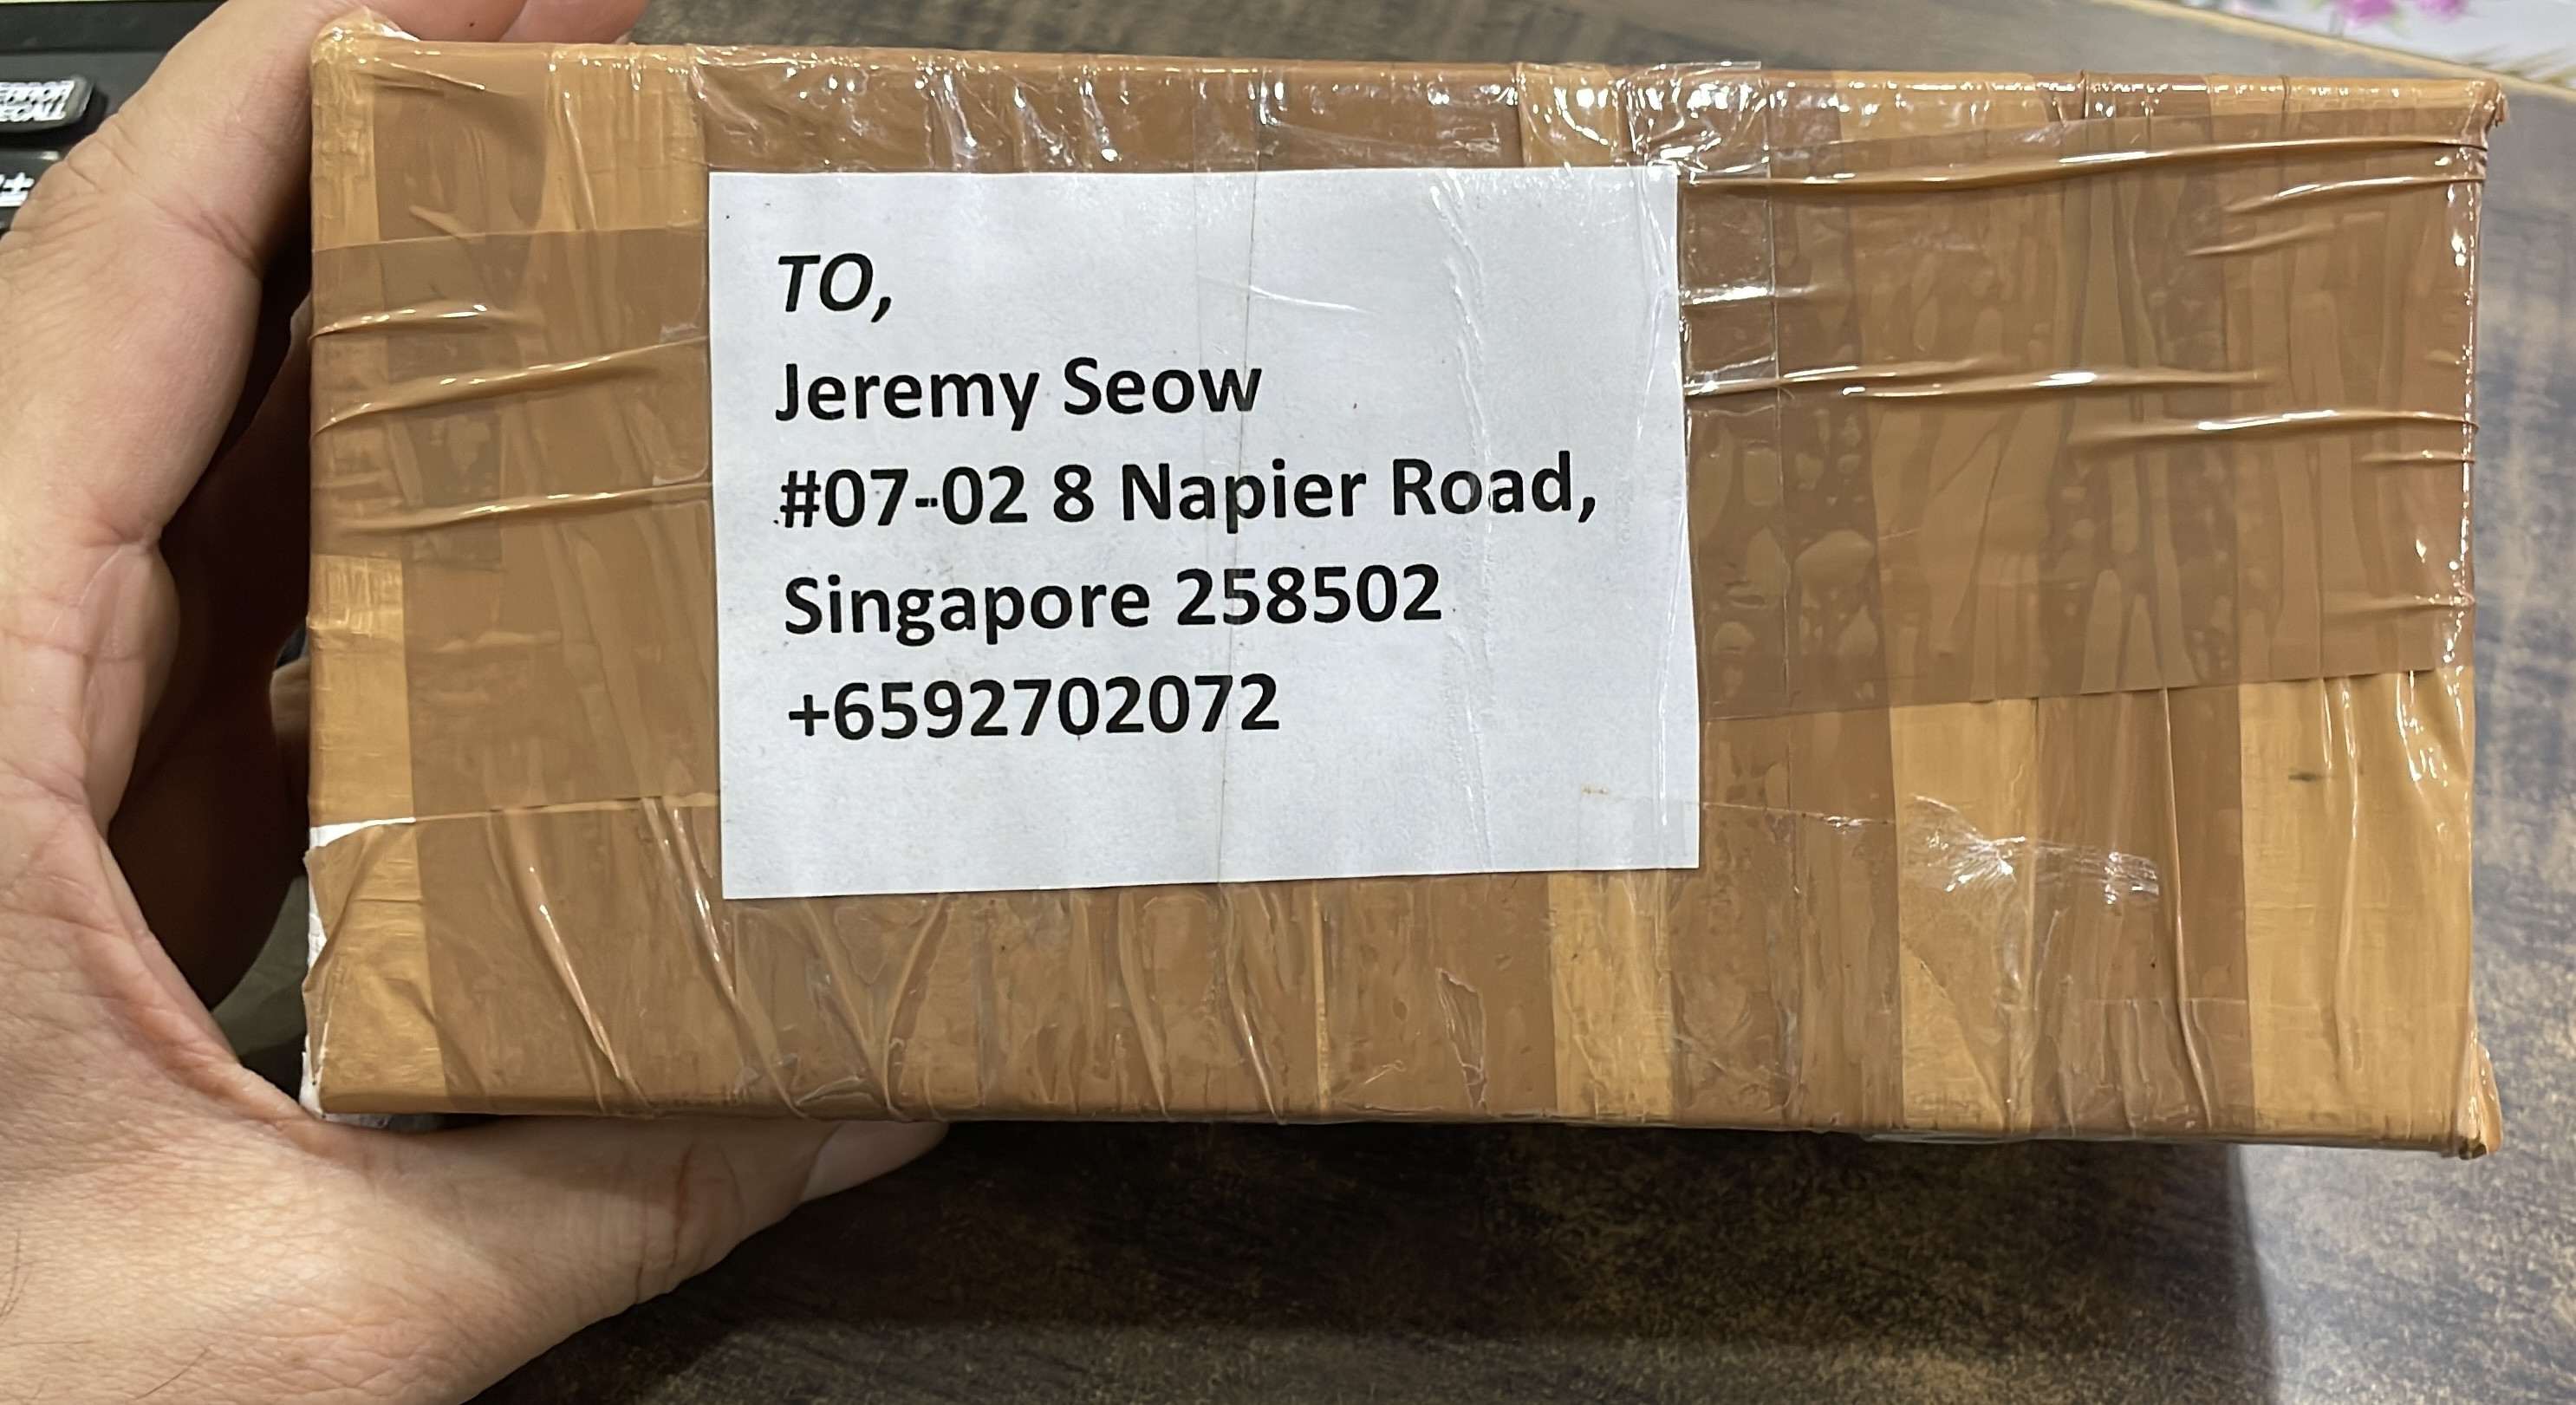 TO,
Jeremy Seow
#07-02 8 Napier Road,
Singapore 258502
+6592702072